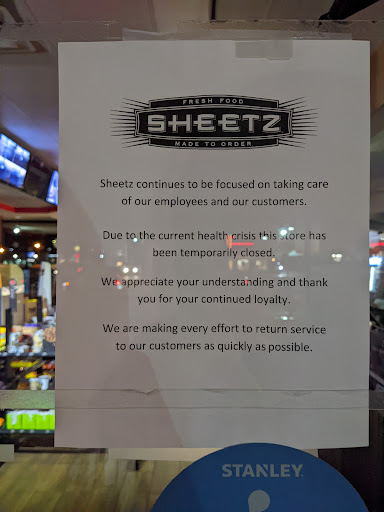 FRESH FOOD
SHEETZ
MADE TO ORDER
Sheetz continues to be focused on taking care
of our employees and our customers.
Due to the current health crisis this store has
been temporarily closed.
We appreciate your understanding and thank
you for your continued loyalty.
We are making every effort to return service
to our customers as quickly as possible.
STANLEY